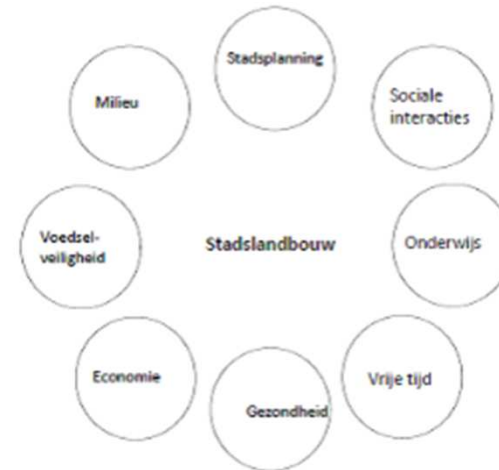 Stadsplanning
Milieu
Sociale
interacties
Voedsel-
veiligheid
Stadslandbouw
Onderwijs
Economie
Vrije tijd
Gezondheid